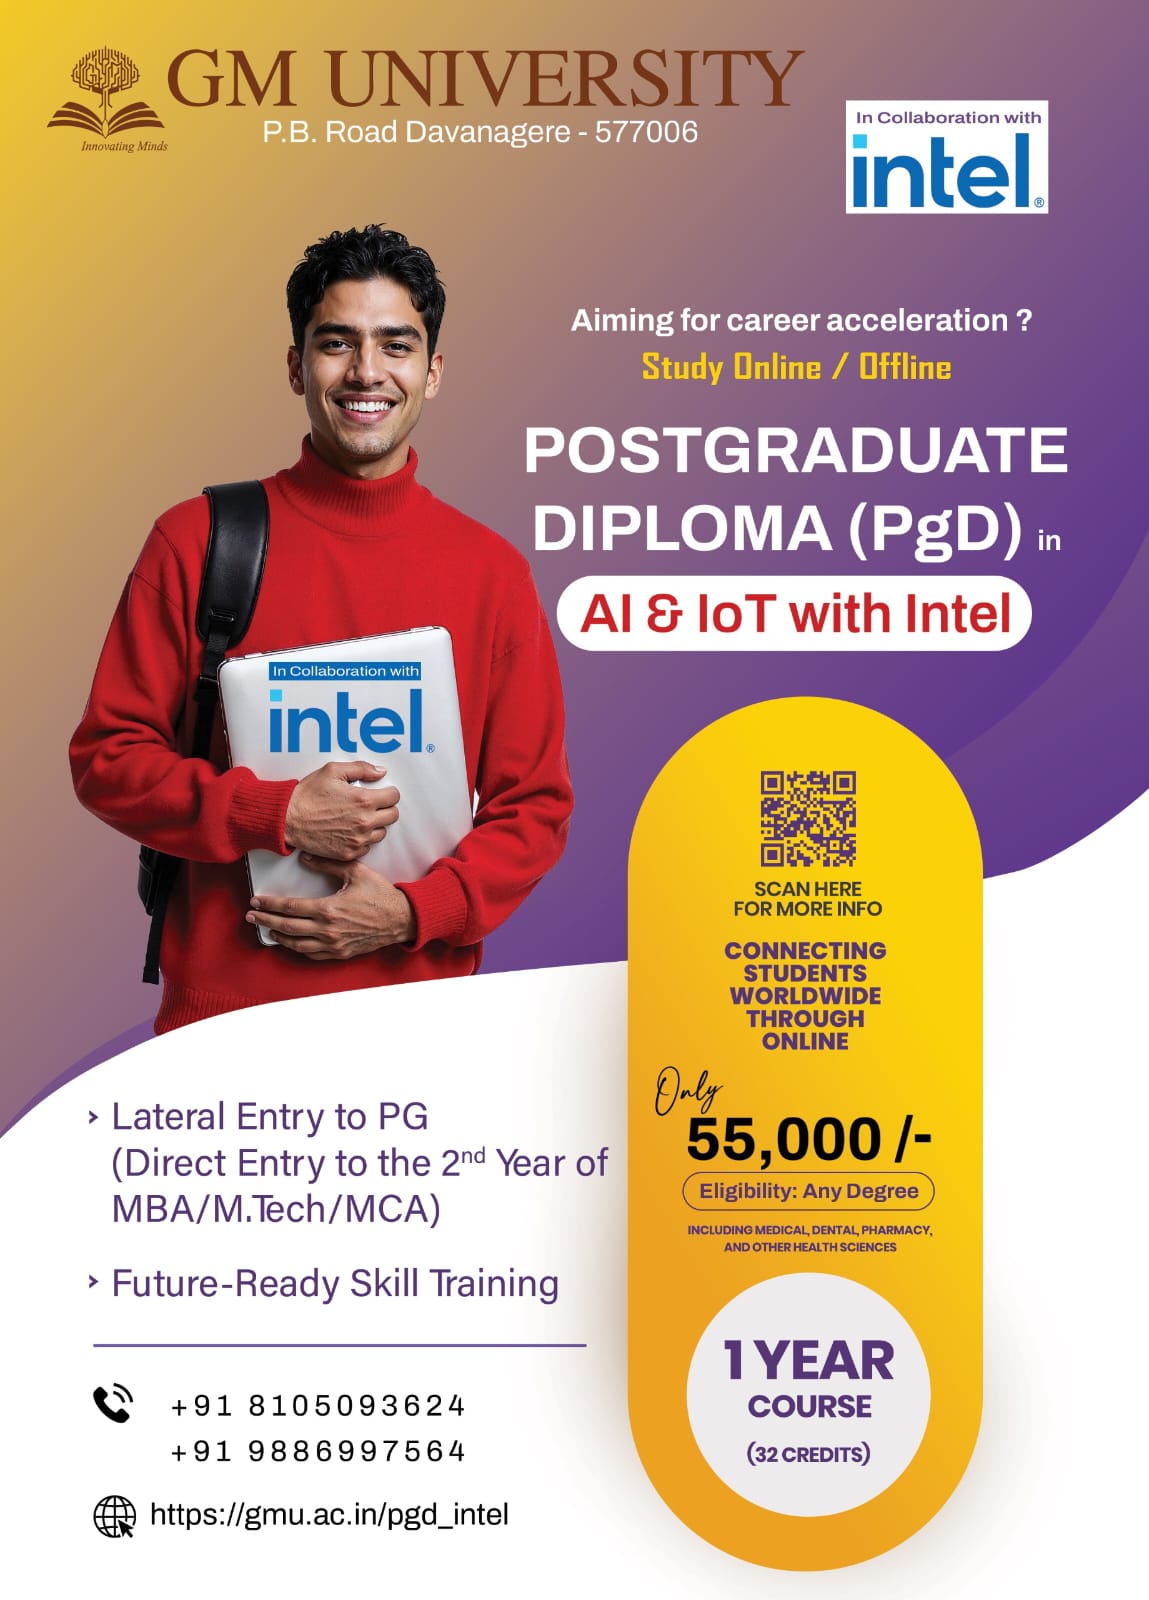 GM UNIVERSITY
Innovating Minds
P.B. Road Davanagere - 577006
In Collaboration with
intel®
Aiming for career acceleration ?
Study Online / Offline
POSTGRADUATE
DIPLOMA (PgD) in
AI & IoT with Intel
In Collaboration with
intel®
SCAN HERE
FOR MORE INFO
CONNECTING
STUDENTS
WORLDWIDE
THROUGH
ONLINE
Only
55,000 /-
Eligibility: Any Degree
INCLUDING MEDICAL, DENTAL, PHARMACY,
AND OTHER HEALTH SCIENCES
1 YEAR
COURSE
(32 CREDITS)
Lateral Entry to PG
(Direct Entry to the 2nd Year of
MBA/M.Tech/MCA)
Future-Ready Skill Training
+91 8105093624
+91 9886997564
https://gmu.ac.in/pgd_intel